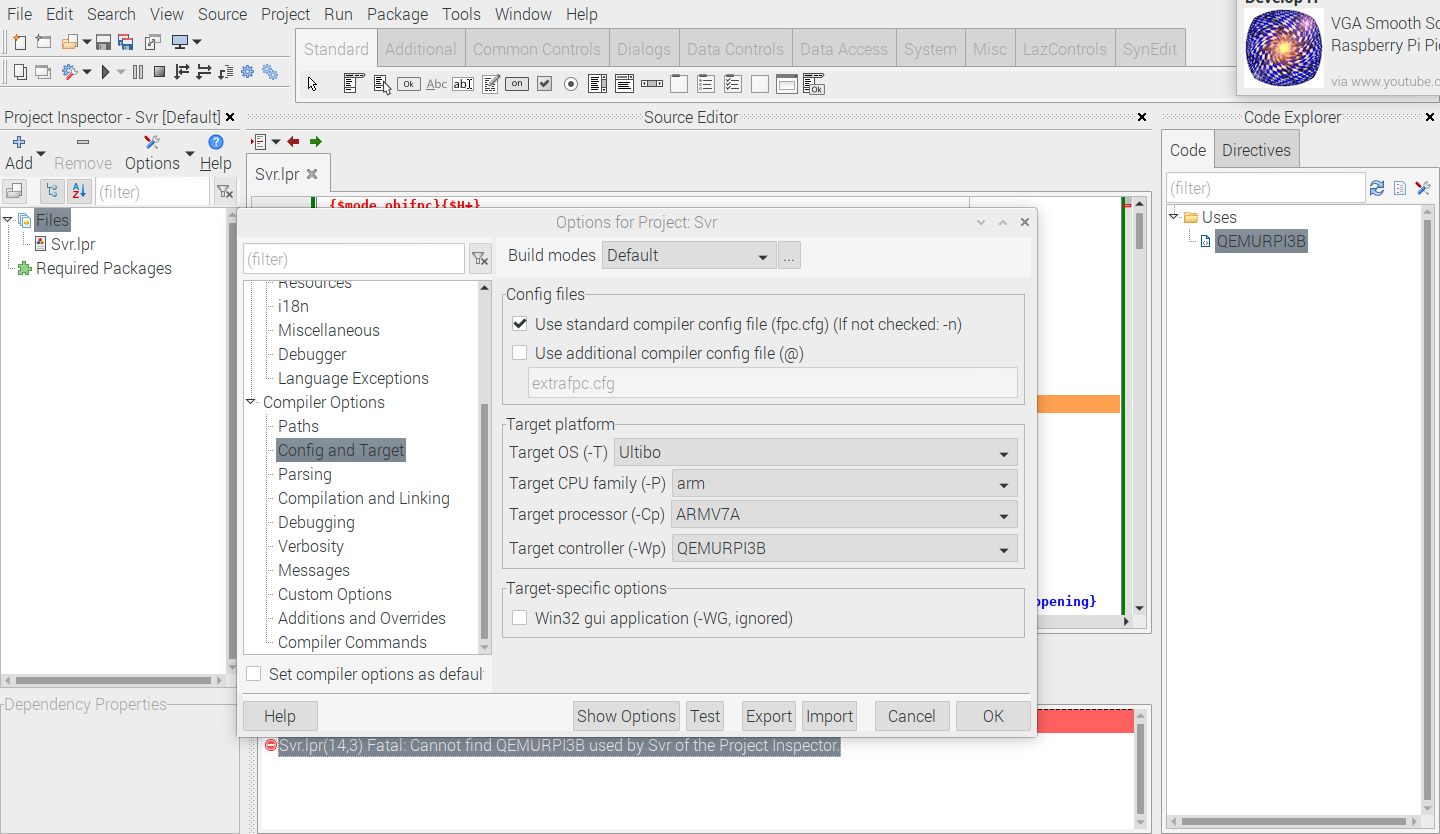 File Edit Search View Source Project Run Package Tools Window Help
VGA Smooth Sc
Raspberry Pi Pi
via www.youtube.c
Standard Additional Common Controls Dialogs Data Controls Data Access System Misc LazControls SynEdit
Ok Abc abI on Ok
Project Inspector - Svr [Default]
Source Editor
Code Explorer
Add Remove Options Help
(filter)
Files
Svr.lpr
Required Packages
Dependency Properties
Svr.lpr
{$mode objfpc}{$H+}
Code Directives
(filter)
Uses
QEMURPI3B
Options for Project: Svr
(filter)
Build modes Default ...
Resources
i18n
Miscellaneous
Debugger
Language Exceptions
Compiler Options
Paths
Config and Target
Parsing
Compilation and Linking
Debugging
Verbosity
Messages
Custom Options
Additions and Overrides
Compiler Commands
Set compiler options as defaul
Config files
Use standard compiler config file (fpc.cfg) (If not checked: -n)
Use additional compiler config file (@)
extrafpc.cfg
Target platform
Target OS (-T) Ultibo
Target CPU family (-P) arm
Target processor (-Cp) ARMV7A
Target controller (-Wp) QEMURPI3B
Target-specific options
Win32 gui application (-WG, ignored)
ppening}
Help Show Options Test Export Import Cancel OK
Svr.lpr(14,3) Fatal: Cannot find QEMURPI3B used by Svr of the Project Inspector.